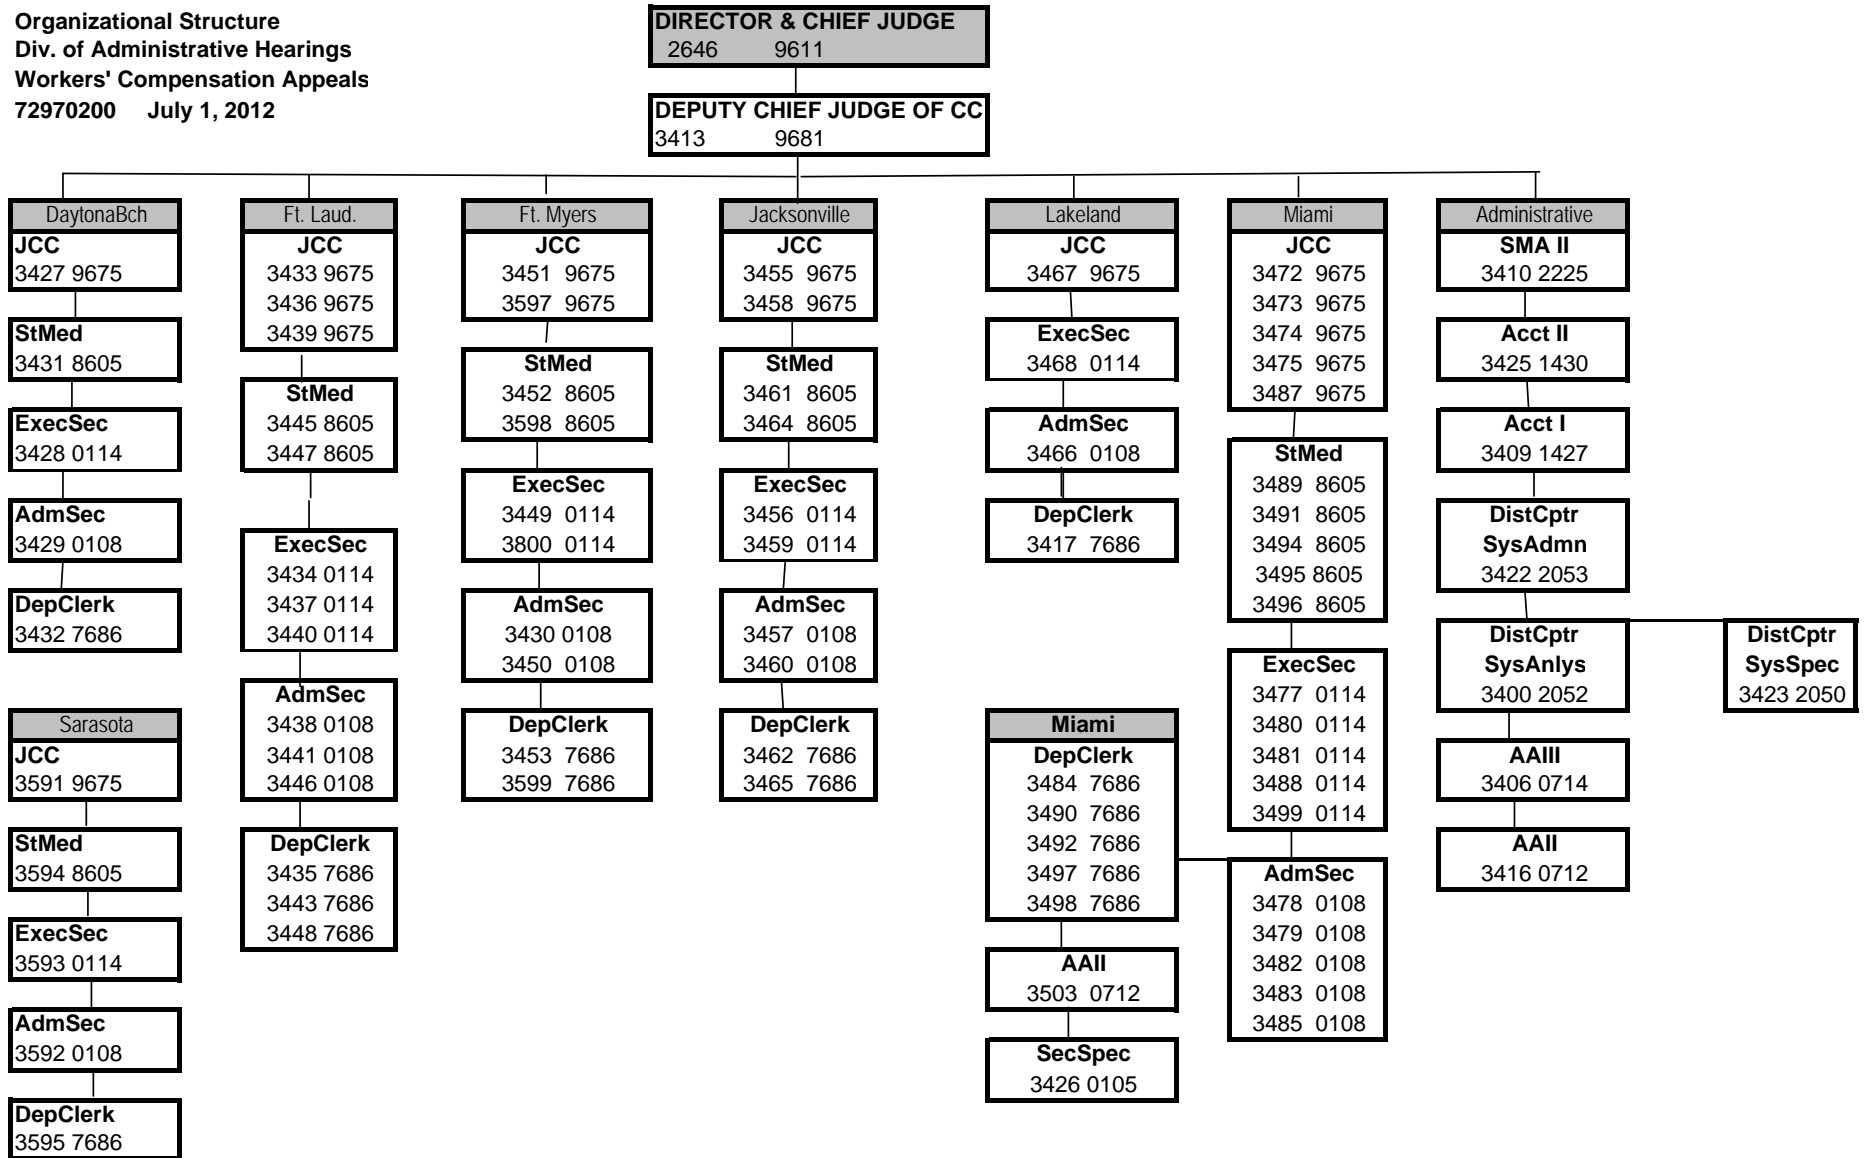 Organizational Structure
Div. of Administrative Hearings
Workers' Compensation Appeals
72970200 July 1, 2012
DIRECTOR & CHIEF JUDGE
2646 9611
DEPUTY CHIEF JUDGE OF CC
3413 9681
DaytonaBch
JCC
3427 9675
StMed
3431 8605
ExecSec
3428 0114
AdmSec
3429 0108
DepClerk
3432 7686
Sarasota
JCC
3591 9675
StMed
3594 8605
ExecSec
3593 0114
AdmSec
3592 0108
DepClerk
3595 7686
Ft. Laud.
JCC
3433 9675
3436 9675
3439 9675
StMed
3445 8605
3447 8605
ExecSec
3434 0114
3437 0114
3440 0114
AdmSec
3438 0108
3441 0108
3446 0108
DepClerk
3435 7686
3443 7686
3448 7686
Ft. Myers
JCC
3451 9675
3597 9675
StMed
3452 8605
3598 8605
ExecSec
3449 0114
3800 0114
AdmSec
3430 0108
3450 0108
DepClerk
3453 7686
3599 7686
Jacksonville
JCC
3455 9675
3458 9675
StMed
3461 8605
3464 8605
ExecSec
3456 0114
3459 0114
AdmSec
3457 0108
3460 0108
DepClerk
3462 7686
3465 7686
Lakeland
JCC
3467 9675
ExecSec
3468 0114
AdmSec
3466 0108
DepClerk
3417 7686
Miami
JCC
3472 9675
3473 9675
3474 9675
3475 9675
3487 9675
StMed
3489 8605
3491 8605
3494 8605
3495 8605
3496 8605
ExecSec
3477 0114
3480 0114
3481 0114
3488 0114
3499 0114
AdmSec
3478 0108
3479 0108
3482 0108
3483 0108
3485 0108
Miami
DepClerk
3484 7686
3490 7686
3492 7686
3497 7686
3498 7686
AAII
3503 0712
SecSpec
3426 0105
Administrative
SMA II
3410 2225
Acct II
3425 1430
Acct I
3409 1427
DistCptr
SysAdmn
3422 2053
DistCptr
SysAnlys
3400 2052
DistCptr
SysSpec
3423 2050
AAIII
3406 0714
AAII
3416 0712